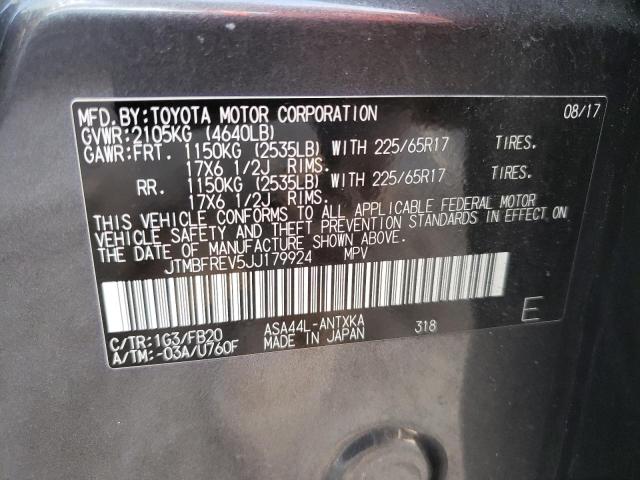 MFD.BY:TOYOTA MOTOR CORPORATION 08/17
GVWR:2105KG (4640LB)
GAWR:FRT. 1150KG (2535LB) WITH 225/65R17 TIRES.
17X6 1/2J RIMS.
RR. 1150KG (2535LB) WITH 225/65R17 TIRES.
17X6 1/2J RIMS.
THIS VEHICLE CONFORMS TO ALL APPLICABLE FEDERAL MOTOR
VEHICLE SAFETY AND THEFT PREVENTION STANDARDS IN EFFECT ON
THE DATE OF MANUFACTURE SHOWN ABOVE.
JTMBFREV5JJ179924 MPV
C/TR:1G3/FB20 ASA44L-ANTXKA 318 E
A/TM:-03A/U760F MADE IN JAPAN